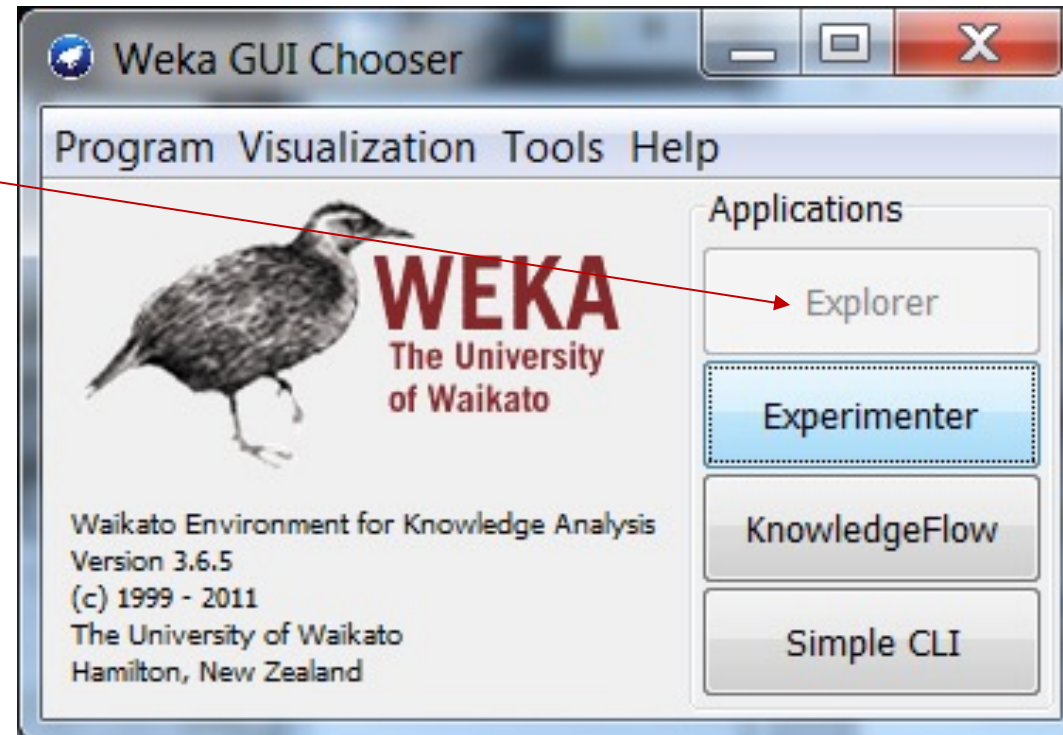 Weka GUI Chooser
Program Visualization Tools Help
WEKA
The University
of Waikato
Waikato Environment for Knowledge Analysis
Version 3.6.5
(c) 1999 - 2011
The University of Waikato
Hamilton, New Zealand
Applications
Explorer
Experimenter
KnowledgeFlow
Simple CLI